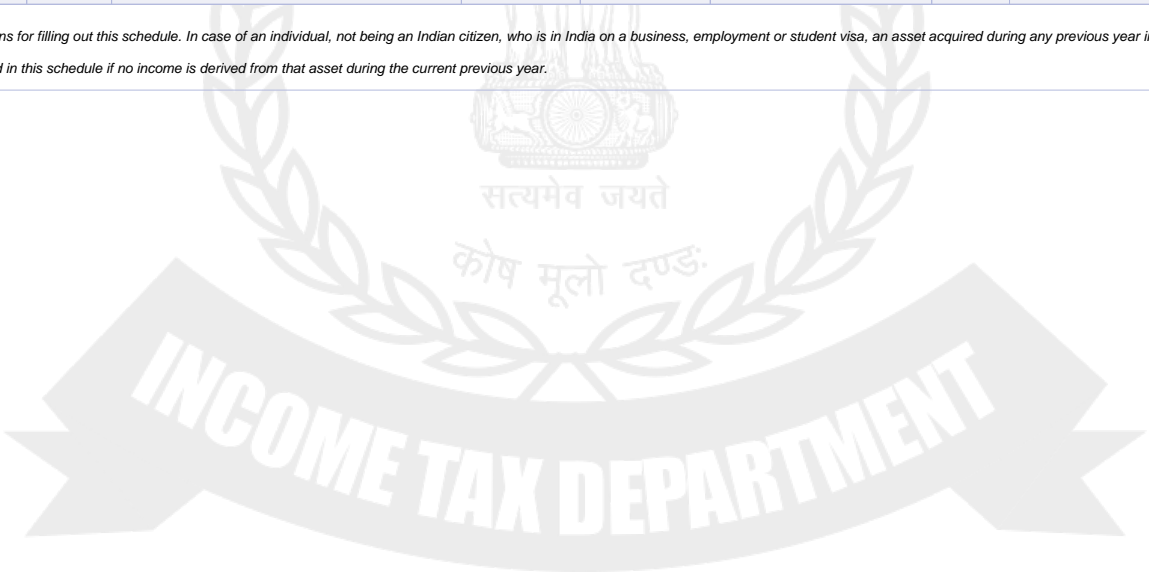 ns for filling out this schedule. In case of an individual, not being an Indian citizen, who is in India on a business, employment or student visa, an asset acquired during any previous year i
d in this schedule if no income is derived from that asset during the current previous year.
सत्यमेव जयते
कोष मूलो दण्डः
INCOME TAX DEPARTMENT